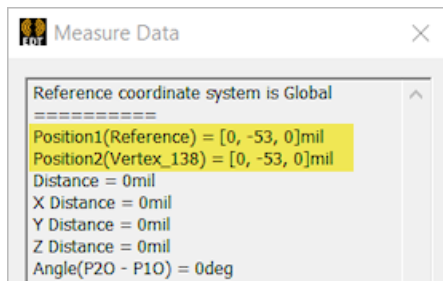 EDT
Measure Data
Reference coordinate system is Global
==========
Position1(Reference) = [0, -53, 0]mil
Position2(Vertex_138) = [0, -53, 0]mil
Distance = 0mil
X Distance = 0mil
Y Distance = 0mil
Z Distance = 0mil
Angle(P2O - P1O) = 0deg